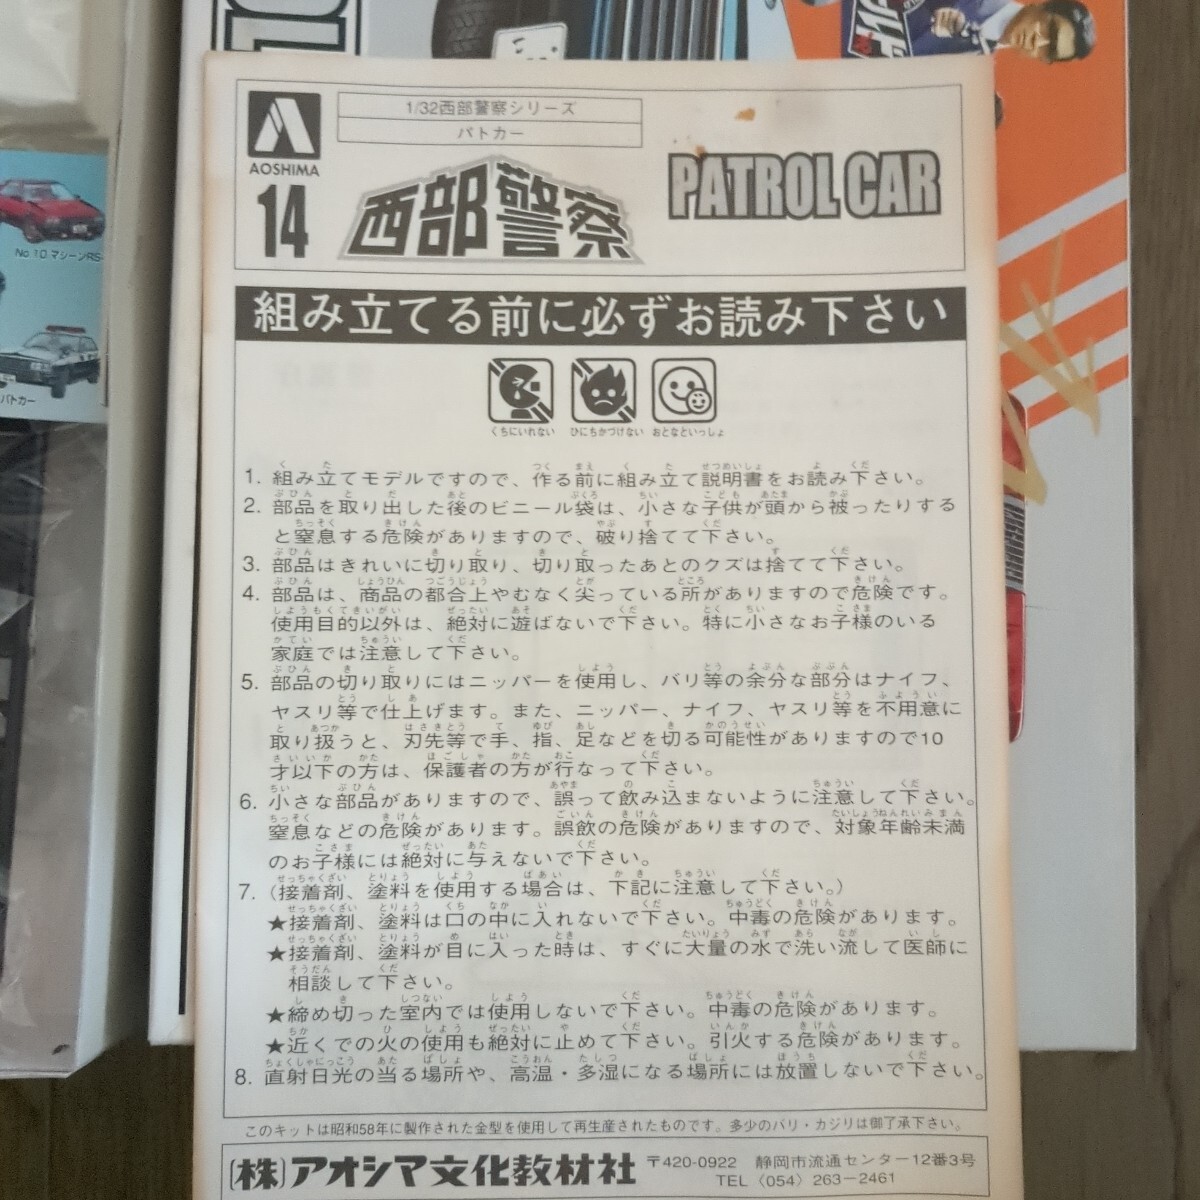 AOSHIMA
14
1/32西部警察シリーズ
パトカー
西部警察
PATROL CAR
組み立てる前に必ずお読み下さい
くちにいれない ひにちかづけない おとなといっしょ
1. 組み立てモデルですので、作る前に組み立て説明書をお読み下さい。
2. 部品を取り出した後のビニール袋は、小さな子供が頭から被ったりする
と窒息する危険がありますので、破り捨てて下さい。
3. 部品はきれいに切り取り、切り取ったあとのクズは捨てて下さい。
4. 部品は、商品の都合上やむなく尖っている所がありますので危険です。
使用目的以外は、絶対に遊ばないで下さい。特に小さなお子様のいる
家庭では注意して下さい。
5. 部品の切り取りにはニッパーを使用し、バリ等の余分な部分はナイフ、
ヤスリ等で仕上げます。また、ニッパー、ナイフ、ヤスリ等を不用意に
取り扱うと、刃先等で手、指、足などを切る可能性がありますので10
才以下の方は、保護者の方が行なって下さい。
6. 小さな部品がありますので、誤って飲み込まないように注意して下さい。
窒息などの危険があります。誤飲の危険がありますので、対象年齢未満
のお子様には絶対に与えないで下さい。
7. (接着剤、塗料を使用する場合は、下記に注意して下さい。)
★接着剤、塗料は口の中に入れないで下さい。中毒の危険があります。
★接着剤、塗料が目に入った時は、すぐに大量の水で洗い流して医師に
相談して下さい。
★締め切った室内では使用しないで下さい。中毒の危険があります。
★近くでの火の使用も絶対に止めて下さい。引火する危険があります。
8. 直射日光の当る場所や、高温・多湿になる場所には放置しないで下さい。
このキットは昭和58年に製作された金型を使用して再生産されたものです。多少のバリ・カジリは御了承下さい。
(株)アオシマ文化教材社
〒420-0922 静岡市流通センター12番3号
TEL〈054〉263-2461
No.10 マシーンRS-
パトカー